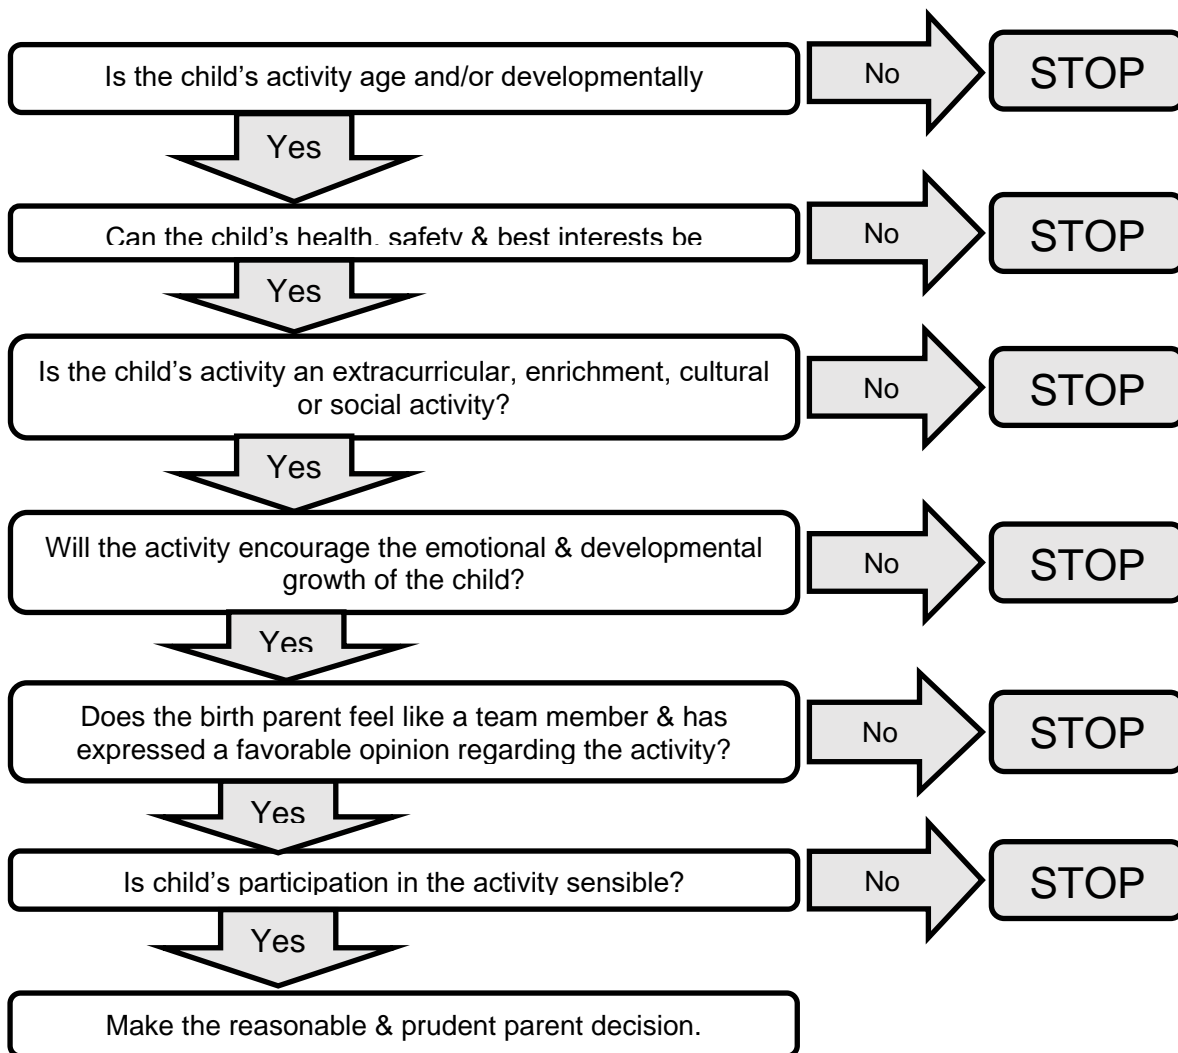 Is the child’s activity age and/or developmentally
No
STOP
Yes
Can the child’s health, safety & best interests be
No
STOP
Yes
Is the child’s activity an extracurricular, enrichment, cultural
or social activity?
No
STOP
Yes
Will the activity encourage the emotional & developmental
growth of the child?
No
STOP
Yes
Does the birth parent feel like a team member & has
expressed a favorable opinion regarding the activity?
No
STOP
Yes
Is child’s participation in the activity sensible?
No
STOP
Yes
Make the reasonable & prudent parent decision.